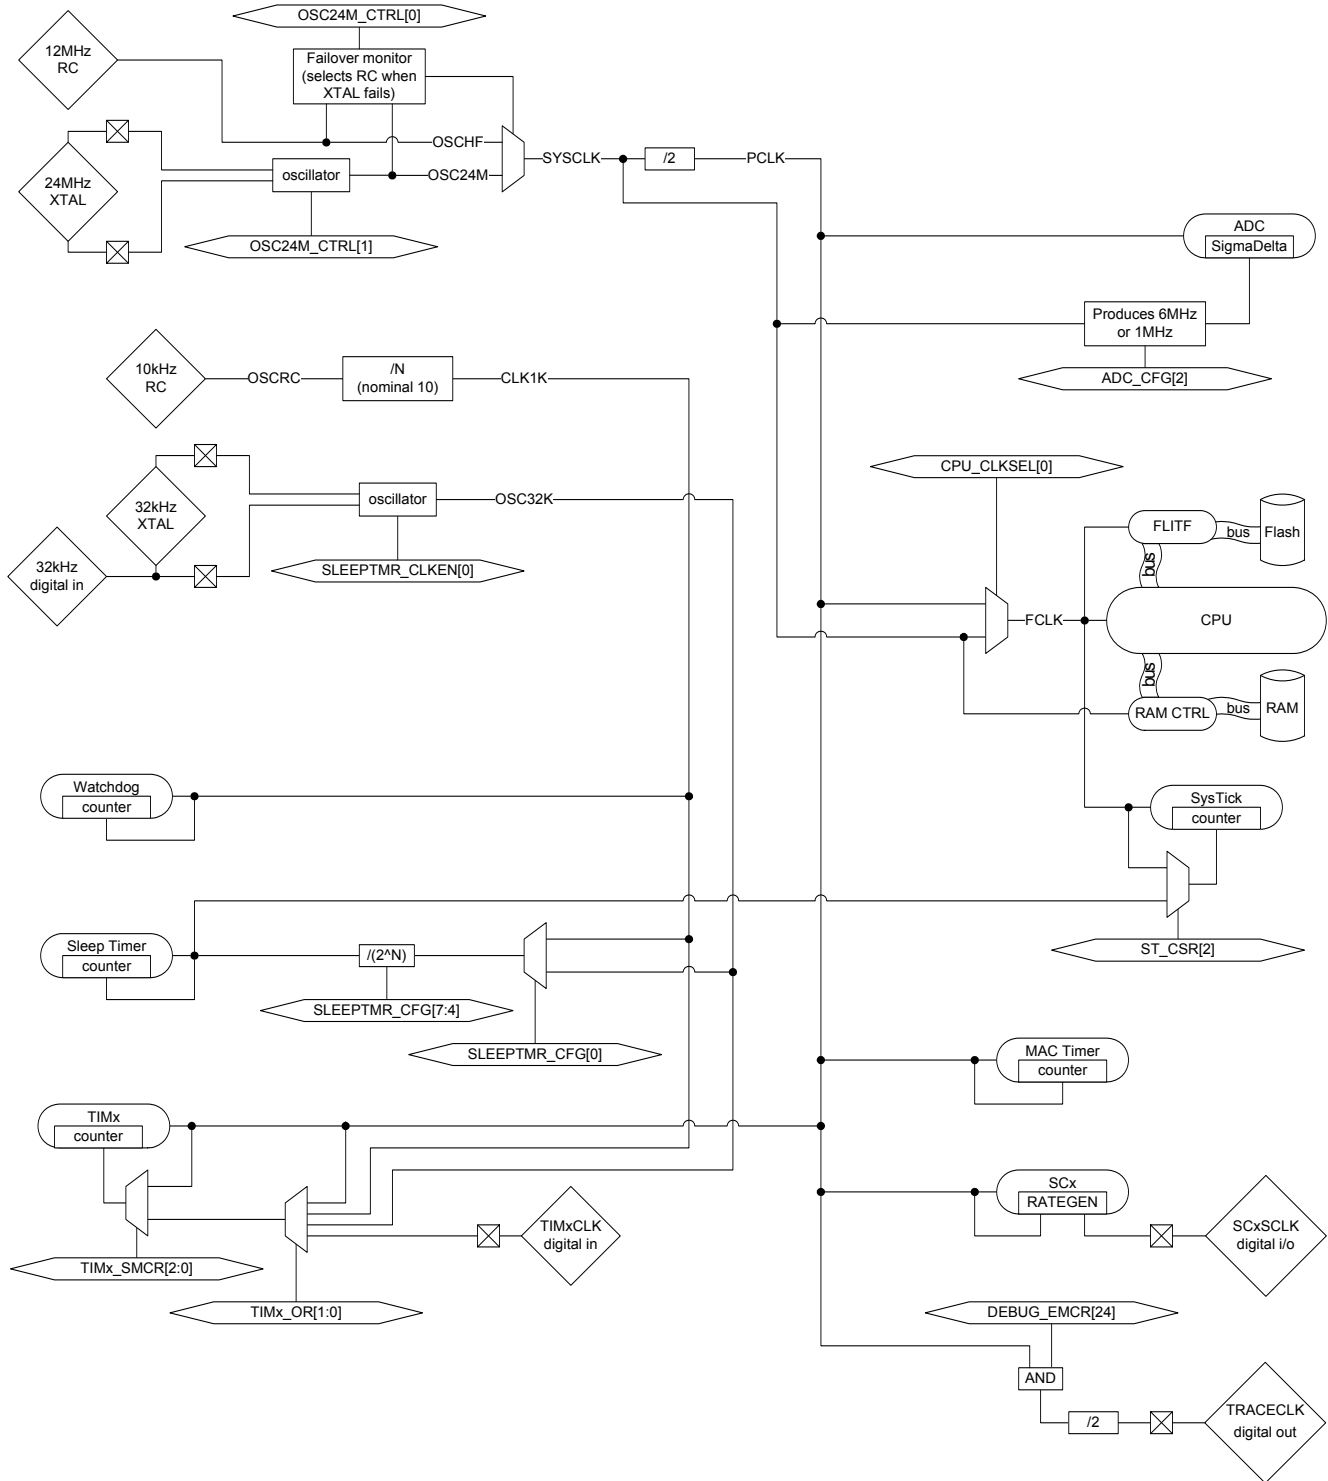 OSC24M_CTRL[0]
12MHz
RC
Failover monitor
(selects RC when
XTAL fails)
OSCHF
SYSCLK
/2
PCLK
24MHz
XTAL
oscillator
OSC24M
OSC24M_CTRL[1]
ADC
SigmaDelta
Produces 6MHz
or 1MHz
ADC_CFG[2]
10kHz
RC
OSCRC
/N
(nominal 10)
CLK1K
32kHz
XTAL
oscillator
OSC32K
32kHz
digital in
SLEEPTMR_CLKEN[0]
CPU_CLKSEL[0]
FLITF
bus
Flash
bus
FCLK
CPU
bus
RAM CTRL
bus
RAM
Watchdog
counter
SysTick
counter
ST_CSR[2]
Sleep Timer
counter
/(2^N)
SLEEPTMR_CFG[7:4]
SLEEPTMR_CFG[0]
MAC Timer
counter
TIMx
counter
TIMxCLK
digital in
TIMx_SMCR[2:0]
TIMx_OR[1:0]
SCx
RATEGEN
SCxSCLK
digital i/o
DEBUG_EMCR[24]
AND
/2
TRACECLK
digital out